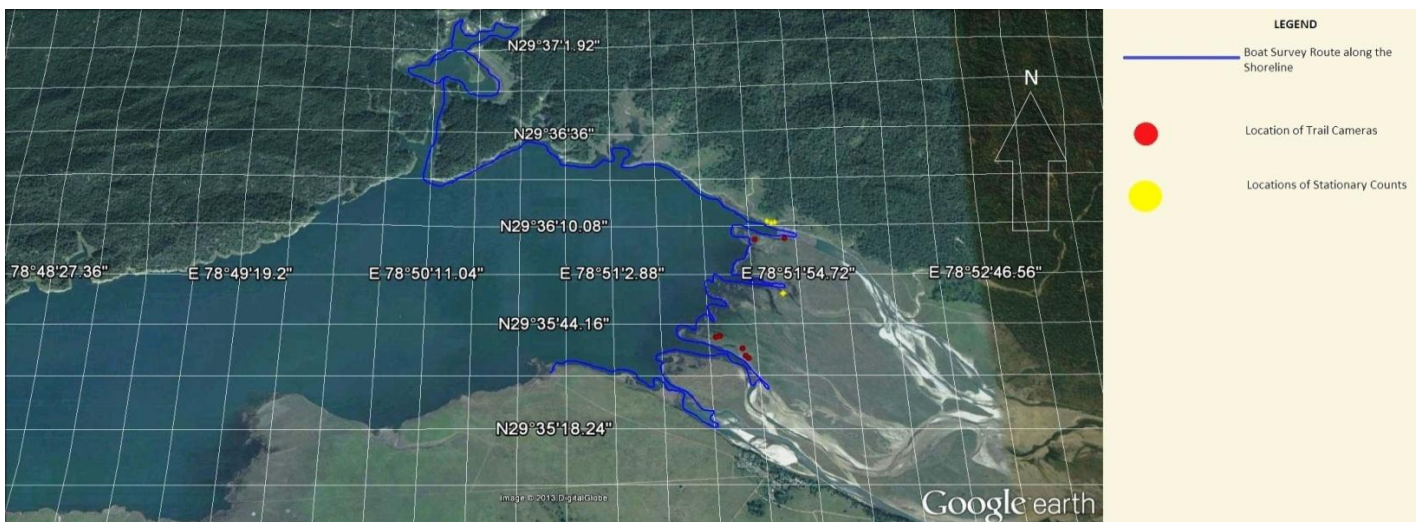 N29°37'1.92"
N29°36'36"
N
N29°36'10.08"
78°48'27.36"
E 78°49'19.2"
E 78°50'11.04"
E 78°51'2.88"
E 78°51'54.72"
E 78°52'46.56"
N29°35'44.16"
N29°35'18.24"
Image © 2013 DigitalGlobe
Google earth
LEGEND
Boat Survey Route along the
Shoreline
Location of Trail Cameras
Locations of Stationary Counts